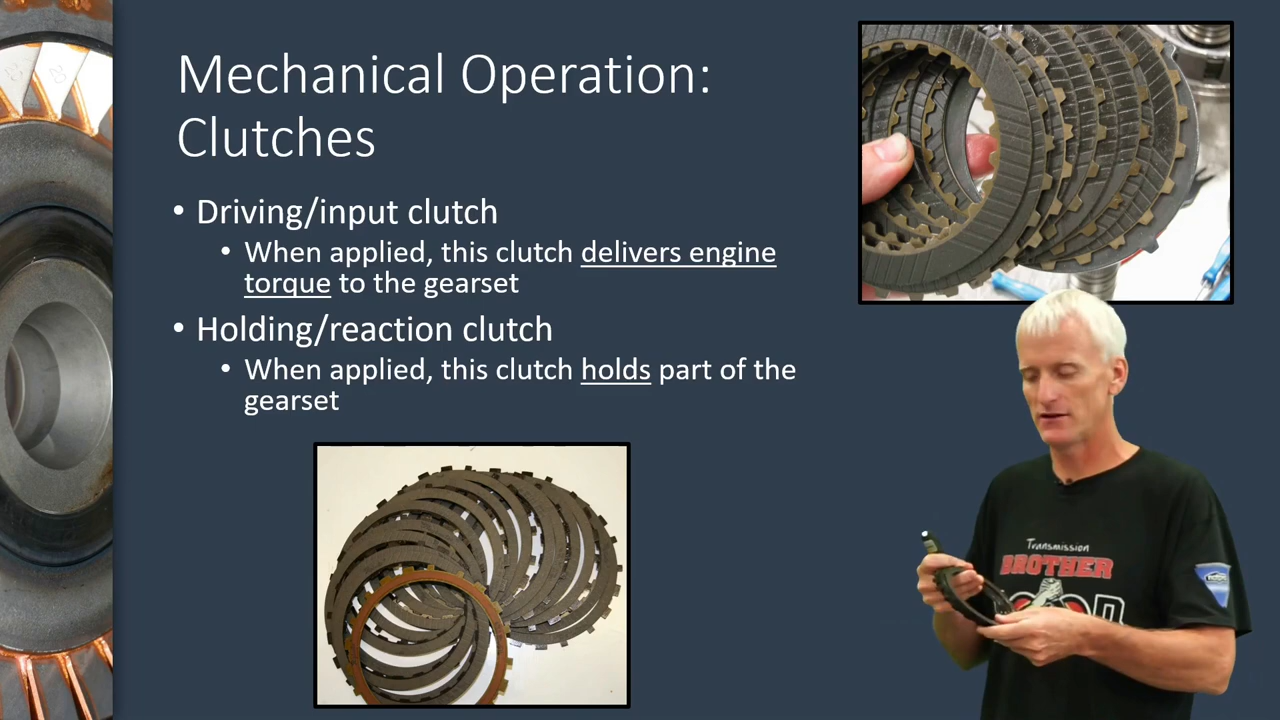 Mechanical Operation:
Clutches
• Driving/input clutch
• When applied, this clutch delivers engine
torque to the gearset
• Holding/reaction clutch
• When applied, this clutch holds part of the
gearset
Transmission
BROTHER